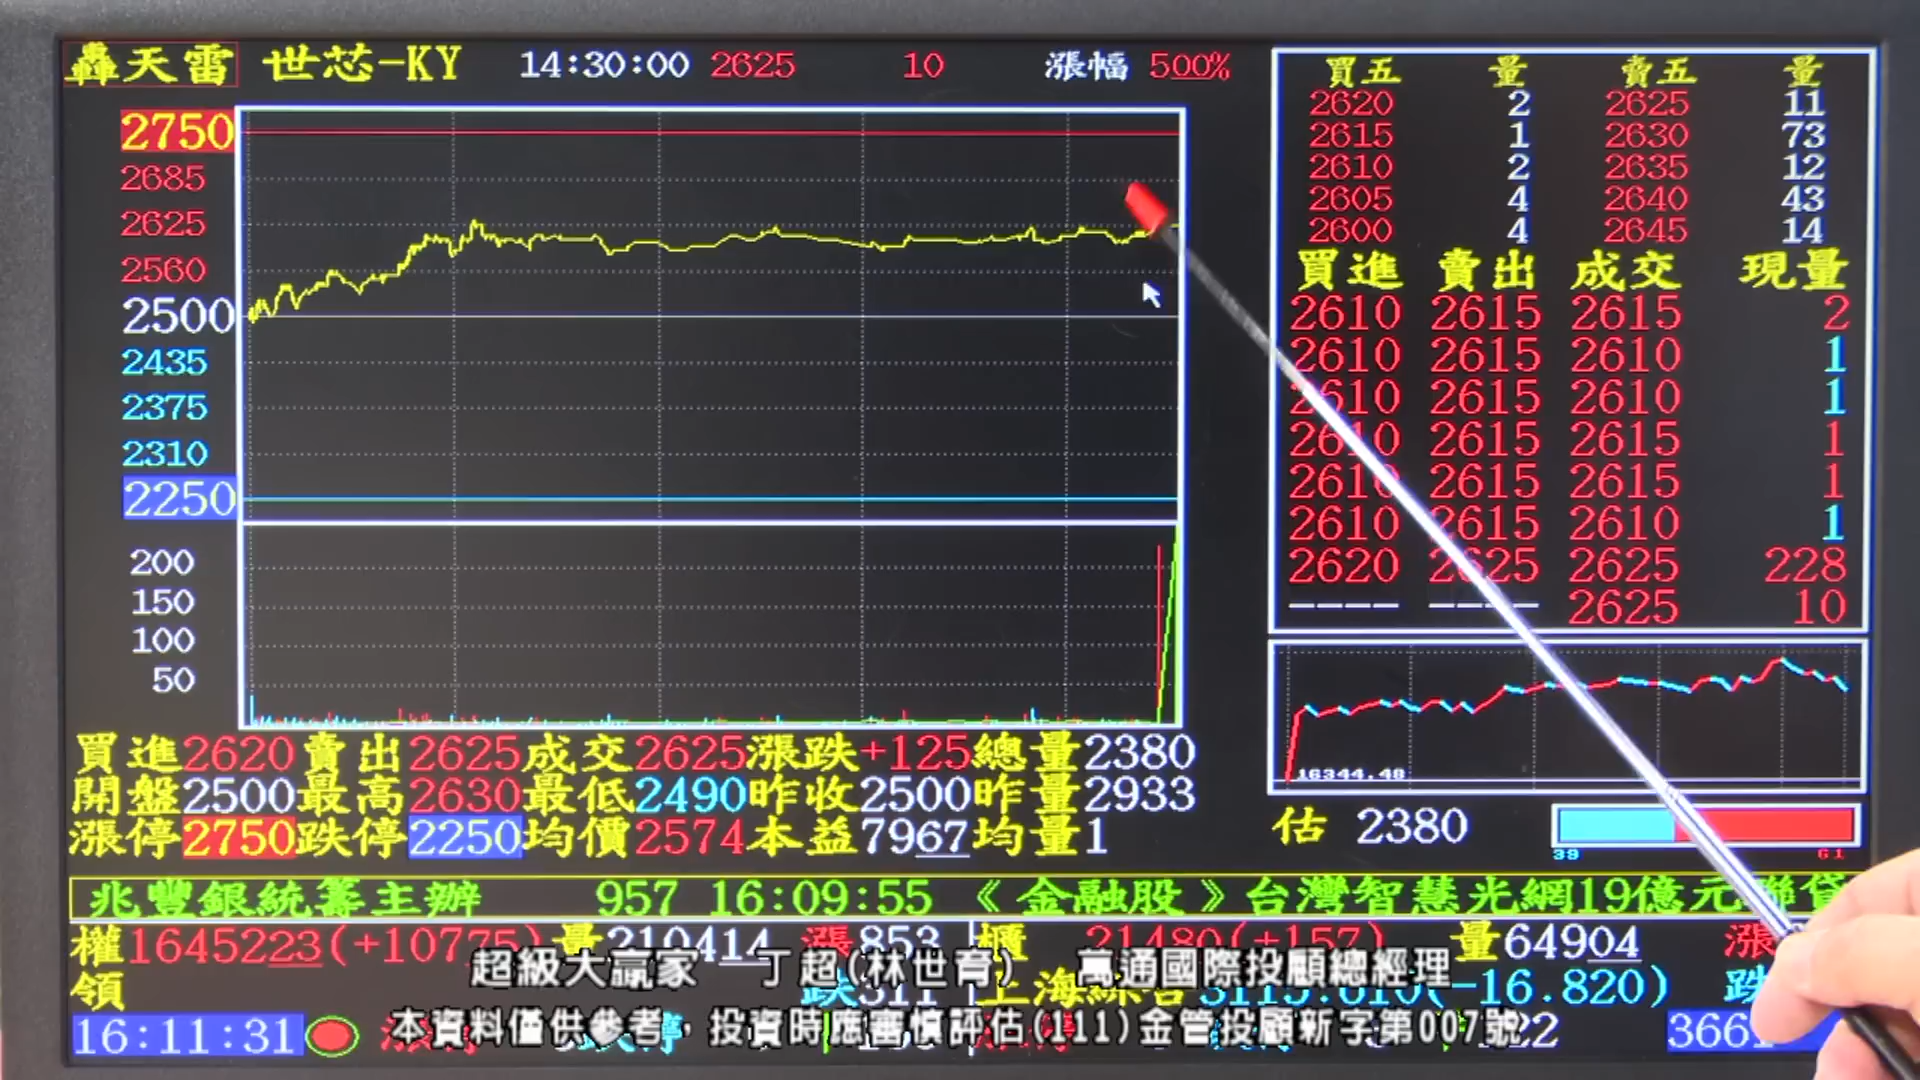 轟天雷 世芯-KY 14:30:00 2625 10 漲幅 500%
2750
2685
2625
2560
2500
2435
2375
2310
2250
200
150
100
50
買五 量 賣五 量
2620 2 2625 11
2615 1 2630 73
2610 2 2635 12
2605 4 2640 43
2600 4 2645 14
買進 賣出 成交 現量
2610 2615 2615 2
2610 2615 2610 1
2610 2615 2610 1
2610 2615 2615 1
2610 2615 2615 1
2610 2615 2610 1
2620 2625 2625 228
---- ---- 2625 10
16344.48
估 2380
39 61
買進2620賣出2625成交2625漲跌+125總量2380
開盤2500最高2630最低2490昨收2500昨量2933
漲停2750跌停2250均價2574本益7967均量1
兆豐銀統籌主辦 957 16:09:55 《金融股》台灣智慧光網19億元聯貸
權1645223(+10775)量210414 漲853 櫃 21480(+157) 量64904 漲
領 跌311 上海綜合3115.610(-16.820) 跌
超級大贏家 丁超(林世育) 萬通國際投顧總經理
16:11:31
本資料僅供參考，投資時應審慎評估(111)金管投顧新字第007號